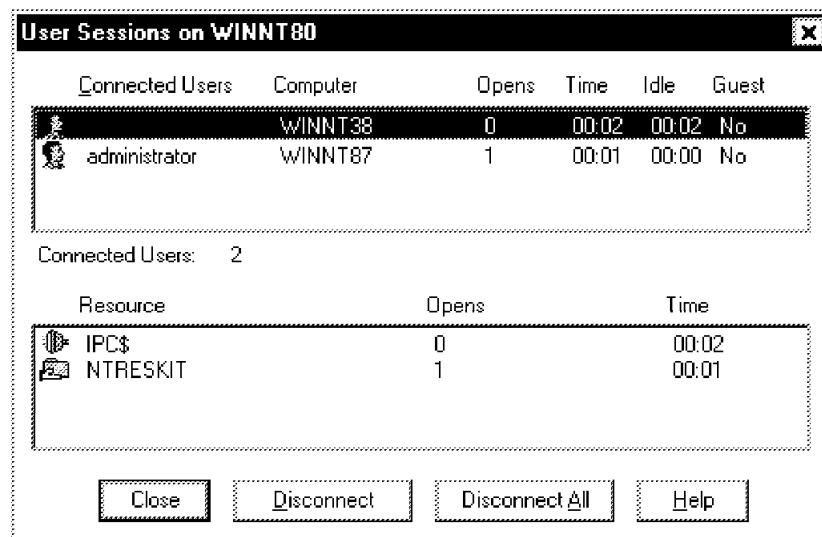 User Sessions on WINNT80
Connected Users Computer Opens Time Idle Guest
WINNT38 0 00:02 00:02 No
administrator WINNT87 1 00:01 00:00 No
Connected Users: 2
Resource Opens Time
IPC$ 0 00:02
NTRESKIT 1 00:01
Close Disconnect Disconnect All Help